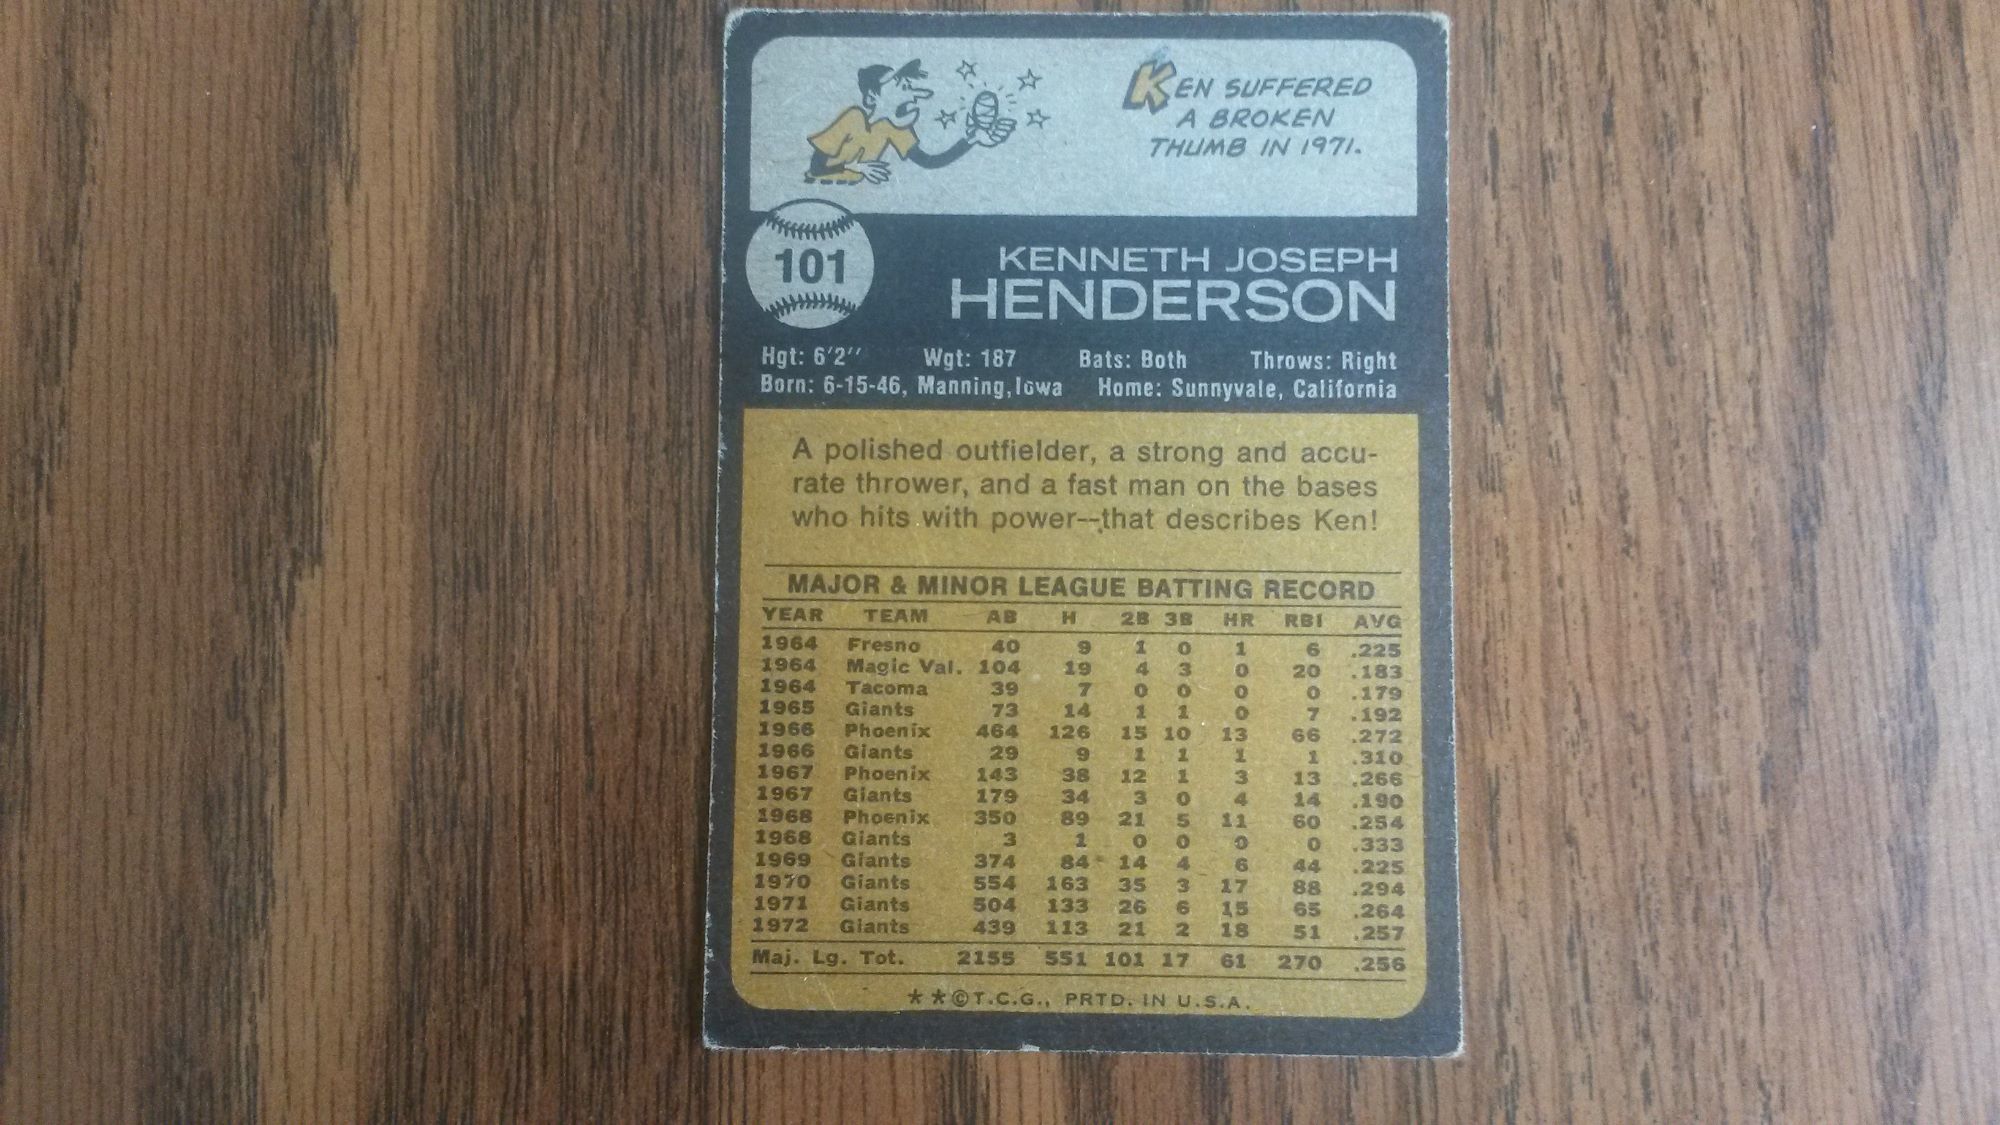 KEN SUFFERED
A BROKEN
THUMB IN 1971.
101
KENNETH JOSEPH
HENDERSON
Hgt: 6'2'' Wgt: 187 Bats: Both Throws: Right
Born: 6-15-46, Manning, Iowa Home: Sunnyvale, California
A polished outfielder, a strong and accu-
rate thrower, and a fast man on the bases
who hits with power--that describes Ken!
MAJOR & MINOR LEAGUE BATTING RECORD
YEAR TEAM AB H 2B 3B HR RBI AVG
1964 Fresno 40 9 1 0 1 6 .225
1964 Magic Val. 104 19 4 3 0 20 .183
1964 Tacoma 39 7 0 0 0 0 .179
1965 Giants 73 14 1 1 0 7 .192
1966 Phoenix 464 126 15 10 13 66 .272
1966 Giants 29 9 1 1 1 1 .310
1967 Phoenix 143 38 12 1 3 13 .266
1967 Giants 179 34 3 0 4 14 .190
1968 Phoenix 350 89 21 5 11 60 .254
1968 Giants 3 1 0 0 0 0 .333
1969 Giants 374 84 14 4 6 44 .225
1970 Giants 554 163 35 3 17 88 .294
1971 Giants 504 133 26 6 15 65 .264
1972 Giants 439 113 21 2 18 51 .257
Maj. Lg. Tot. 2155 551 101 17 61 270 .256
* * © T.C.G., PRTD. IN U.S.A.